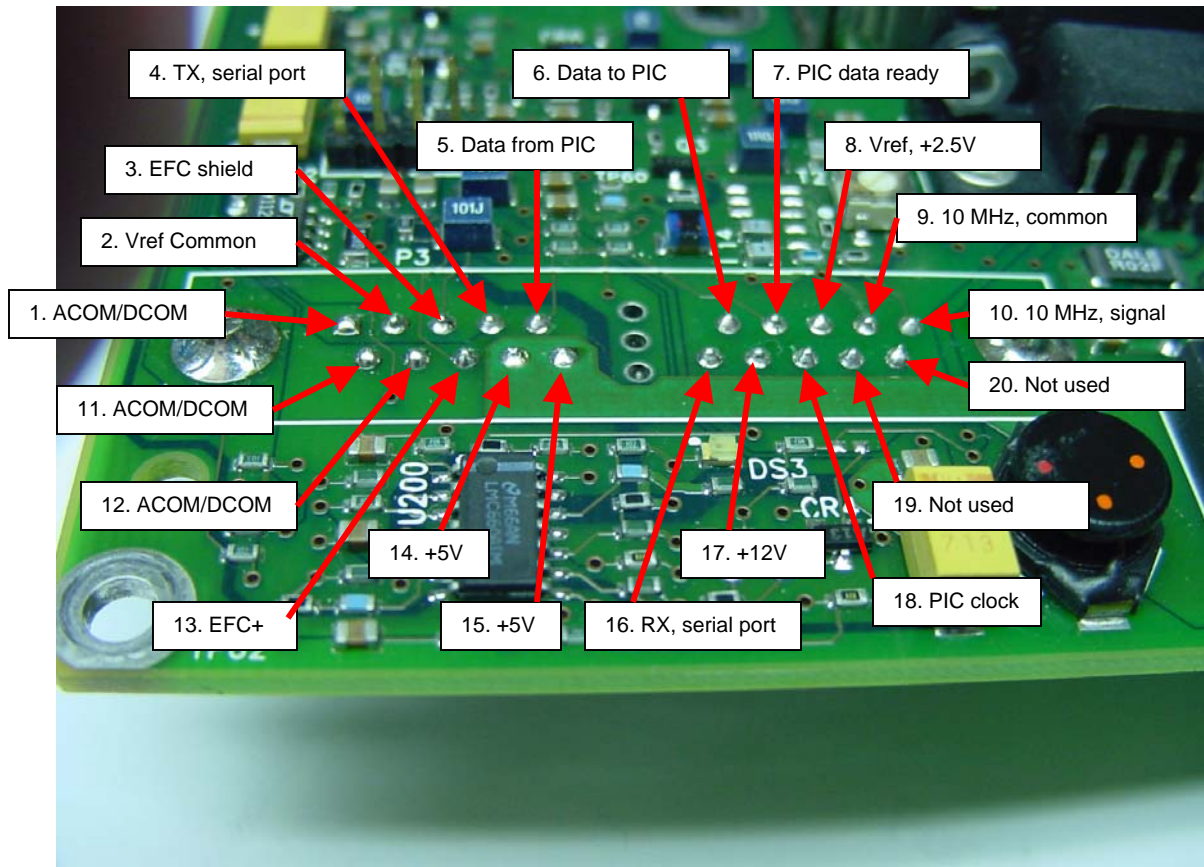 4. TX, serial port
6. Data to PIC
7. PIC data ready
5. Data from PIC
8. Vref, +2.5V
3. EFC shield
9. 10 MHz, common
2. Vref Common
101J
P3
DALE
1. ACOM/DCOM
10. 10 MHz, signal
20. Not used
11. ACOM/DCOM
DS3
U200
12. ACOM/DCOM
19. Not used
14. +5V
17. +12V
18. PIC clock
13. EFC+
15. +5V
16. RX, serial port